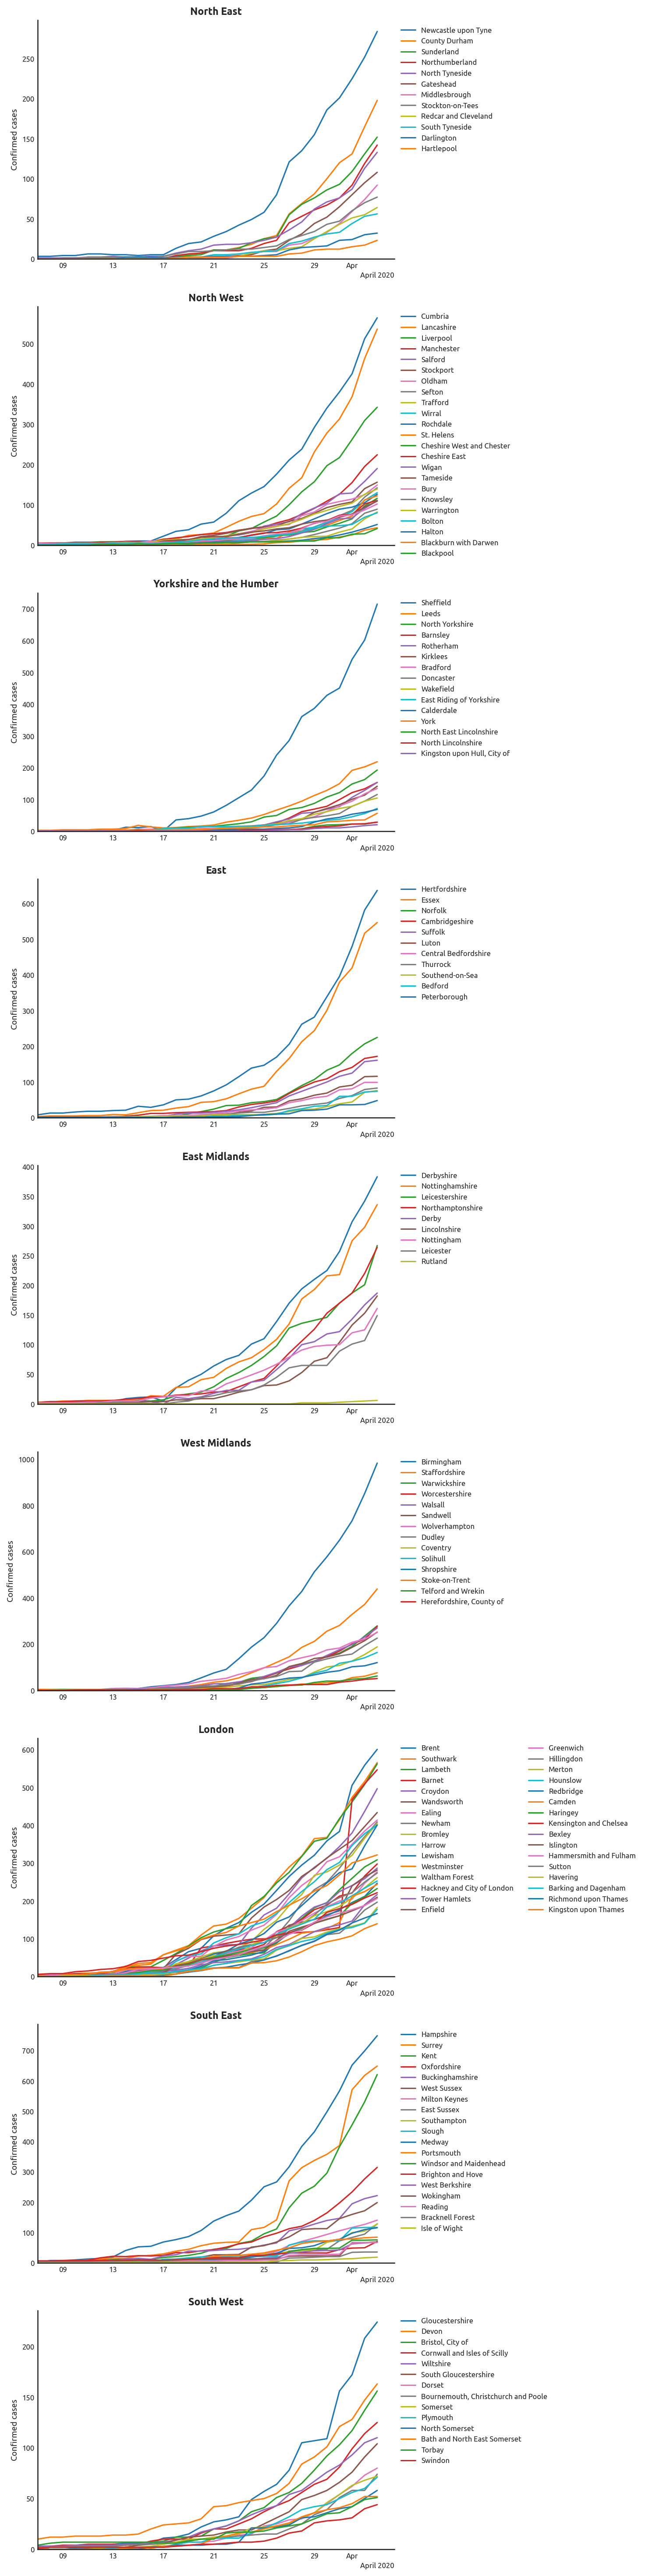 North East
Confirmed cases
250
200
150
100
50
0
09
13
17
21
25
29
Apr
April 2020
Newcastle upon Tyne
County Durham
Sunderland
Northumberland
North Tyneside
Gateshead
Middlesbrough
Stockton-on-Tees
Redcar and Cleveland
South Tyneside
Darlington
Hartlepool
North West
Confirmed cases
500
400
300
200
100
0
09
13
17
21
25
29
Apr
April 2020
Cumbria
Lancashire
Liverpool
Manchester
Salford
Stockport
Oldham
Sefton
Trafford
Wirral
Rochdale
St. Helens
Cheshire West and Chester
Cheshire East
Wigan
Tameside
Bury
Knowsley
Warrington
Bolton
Halton
Blackburn with Darwen
Blackpool
Yorkshire and the Humber
Confirmed cases
700
600
500
400
300
200
100
0
09
13
17
21
25
29
Apr
April 2020
Sheffield
Leeds
North Yorkshire
Barnsley
Rotherham
Kirklees
Bradford
Doncaster
Wakefield
East Riding of Yorkshire
Calderdale
York
North East Lincolnshire
North Lincolnshire
Kingston upon Hull, City of
East
Confirmed cases
600
500
400
300
200
100
0
09
13
17
21
25
29
Apr
April 2020
Hertfordshire
Essex
Norfolk
Cambridgeshire
Suffolk
Luton
Central Bedfordshire
Thurrock
Southend-on-Sea
Bedford
Peterborough
East Midlands
Confirmed cases
400
350
300
250
200
150
100
50
0
09
13
17
21
25
29
Apr
April 2020
Derbyshire
Nottinghamshire
Leicestershire
Northamptonshire
Derby
Lincolnshire
Nottingham
Leicester
Rutland
West Midlands
Confirmed cases
1000
800
600
400
200
0
09
13
17
21
25
29
Apr
April 2020
Birmingham
Staffordshire
Warwickshire
Worcestershire
Walsall
Sandwell
Wolverhampton
Dudley
Coventry
Solihull
Shropshire
Stoke-on-Trent
Telford and Wrekin
Herefordshire, County of
London
Confirmed cases
600
500
400
300
200
100
0
09
13
17
21
25
29
Apr
April 2020
Brent
Southwark
Lambeth
Barnet
Croydon
Wandsworth
Ealing
Newham
Bromley
Harrow
Lewisham
Westminster
Waltham Forest
Hackney and City of London
Tower Hamlets
Enfield
Greenwich
Hillingdon
Merton
Hounslow
Redbridge
Camden
Haringey
Kensington and Chelsea
Bexley
Islington
Hammersmith and Fulham
Sutton
Havering
Barking and Dagenham
Richmond upon Thames
Kingston upon Thames
South East
Confirmed cases
700
600
500
400
300
200
100
0
09
13
17
21
25
29
Apr
April 2020
Hampshire
Surrey
Kent
Oxfordshire
Buckinghamshire
West Sussex
Milton Keynes
East Sussex
Southampton
Slough
Medway
Portsmouth
Windsor and Maidenhead
Brighton and Hove
West Berkshire
Wokingham
Reading
Bracknell Forest
Isle of Wight
South West
Confirmed cases
200
150
100
50
0
09
13
17
21
25
29
Apr
April 2020
Gloucestershire
Devon
Bristol, City of
Cornwall and Isles of Scilly
Wiltshire
South Gloucestershire
Dorset
Bournemouth, Christchurch and Poole
Somerset
Plymouth
North Somerset
Bath and North East Somerset
Torbay
Swindon